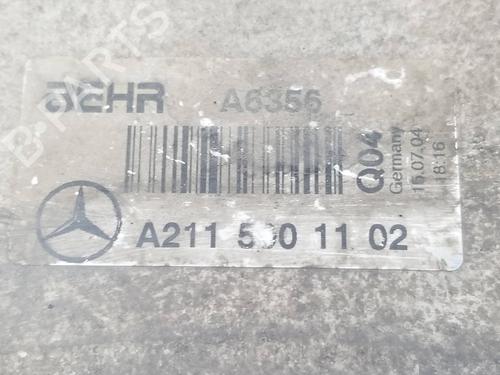 BEHR A6356
Q04
Germany
15.07.04
18:16
A211 500 11 02
B-PARTS